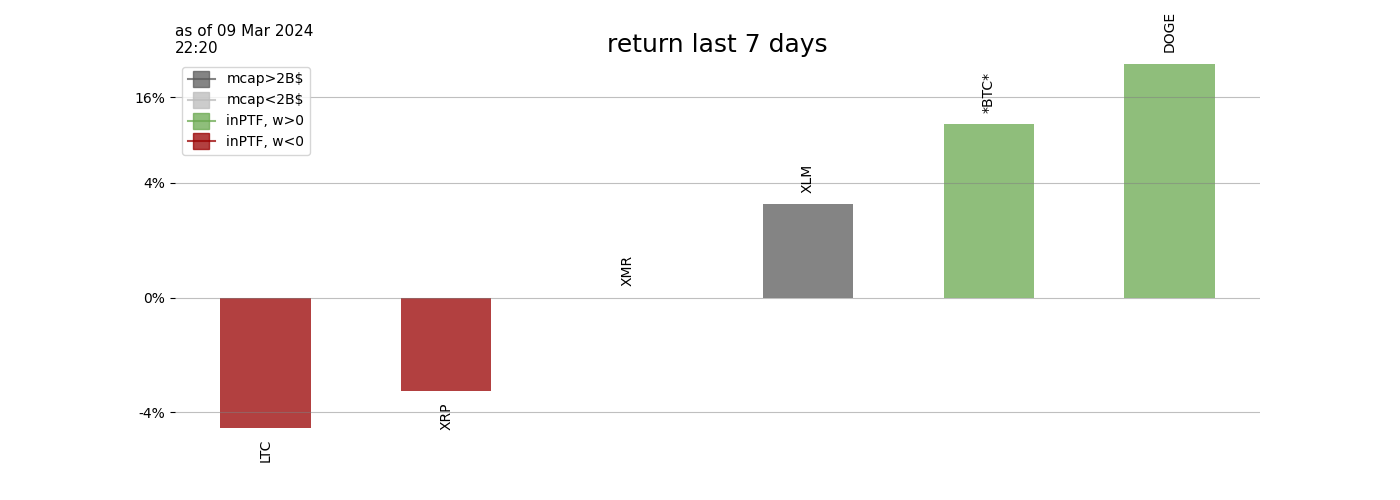 as of 09 Mar 2024
22:20
return last 7 days
mcap>2B$
mcap<2B$
inPTF, w>0
inPTF, w<0
16%
4%
0%
-4%
LTC
XRP
XMR
XLM
*BTC*
DOGE